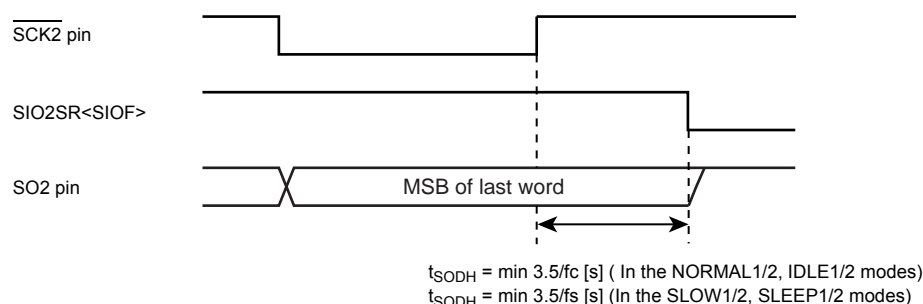 SCK2 pin
SIO2SR<SIOF>
SO2 pin
MSB of last word
tSODH = min 3.5/fc [s] ( In the NORMAL1/2, IDLE1/2 modes)
tSODH = min 3.5/fs [s] (In the SLOW1/2, SLEEP1/2 modes)